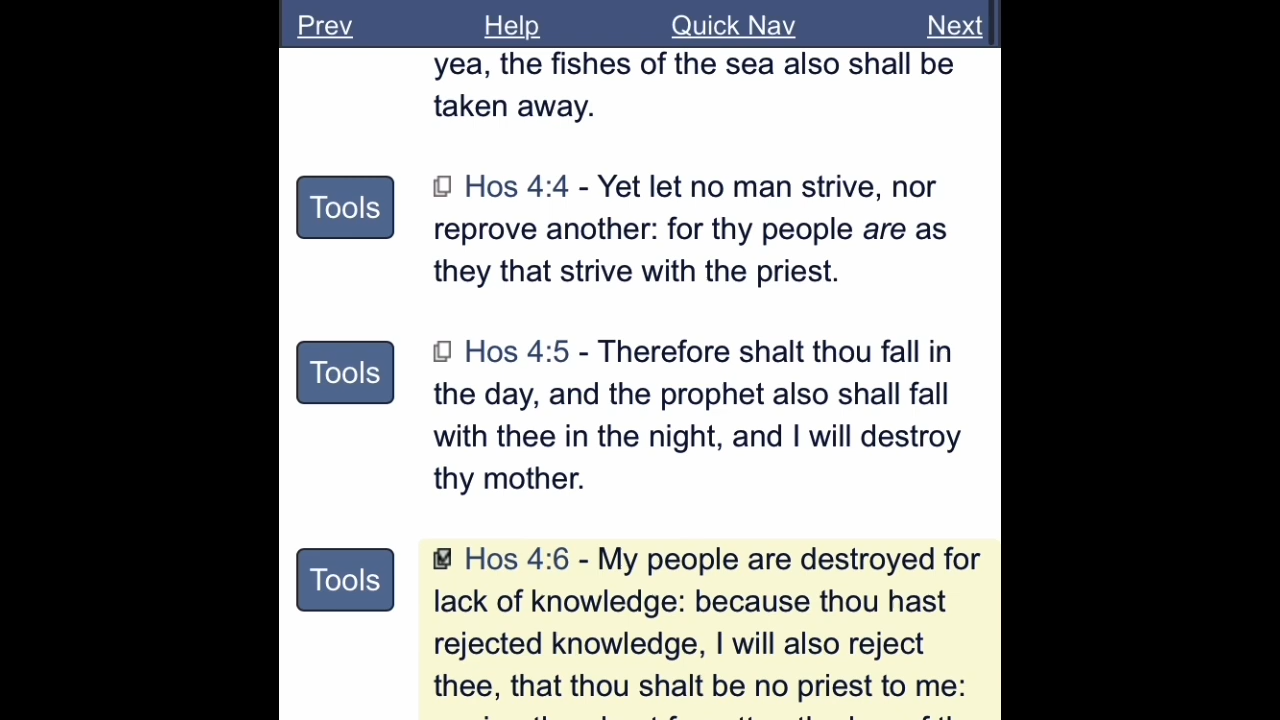 Prev Help Quick Nav Next
yea, the fishes of the sea also shall be
taken away.
Tools
Hos 4:4 - Yet let no man strive, nor
reprove another: for thy people are as
they that strive with the priest.
Tools
Hos 4:5 - Therefore shalt thou fall in
the day, and the prophet also shall fall
with thee in the night, and I will destroy
thy mother.
Tools
Hos 4:6 - My people are destroyed for
lack of knowledge: because thou hast
rejected knowledge, I will also reject
thee, that thou shalt be no priest to me: